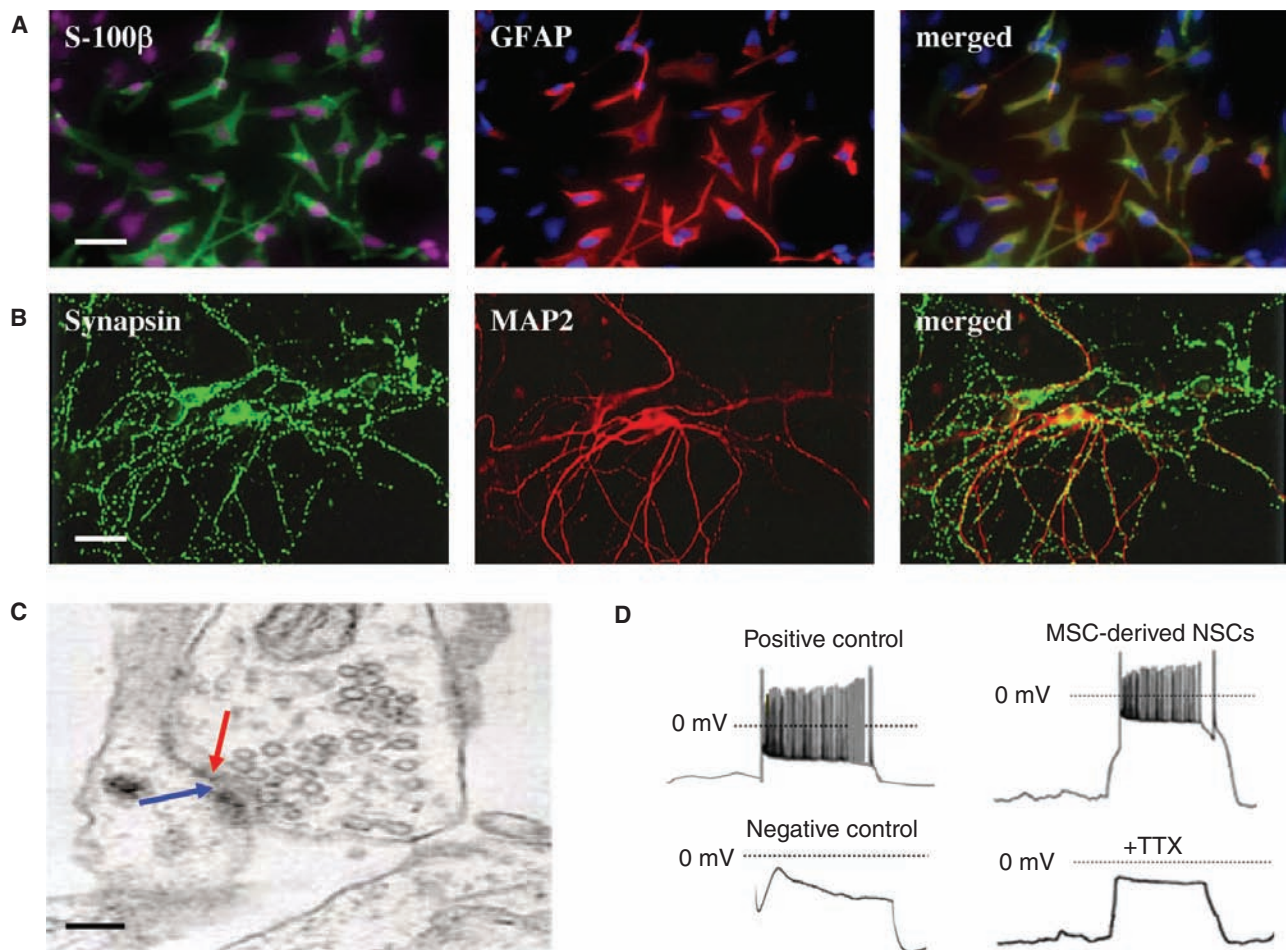 A
S-100β
GFAP
merged
B
Synapsin
MAP2
merged
C
D
Positive control
MSC-derived NSCs
0 mV
0 mV
Negative control
+TTX
0 mV
0 mV